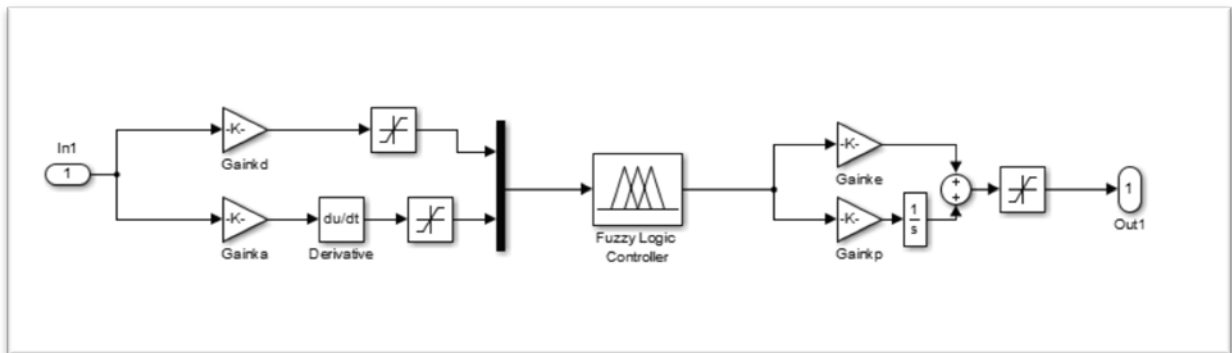 In1
1
-K-
Gainkd
-K-
Gainka
du/dt
Derivative
Fuzzy Logic
Controller
-K-
Gainke
-K-
Gainkp
1
s
+
+
1
Out1